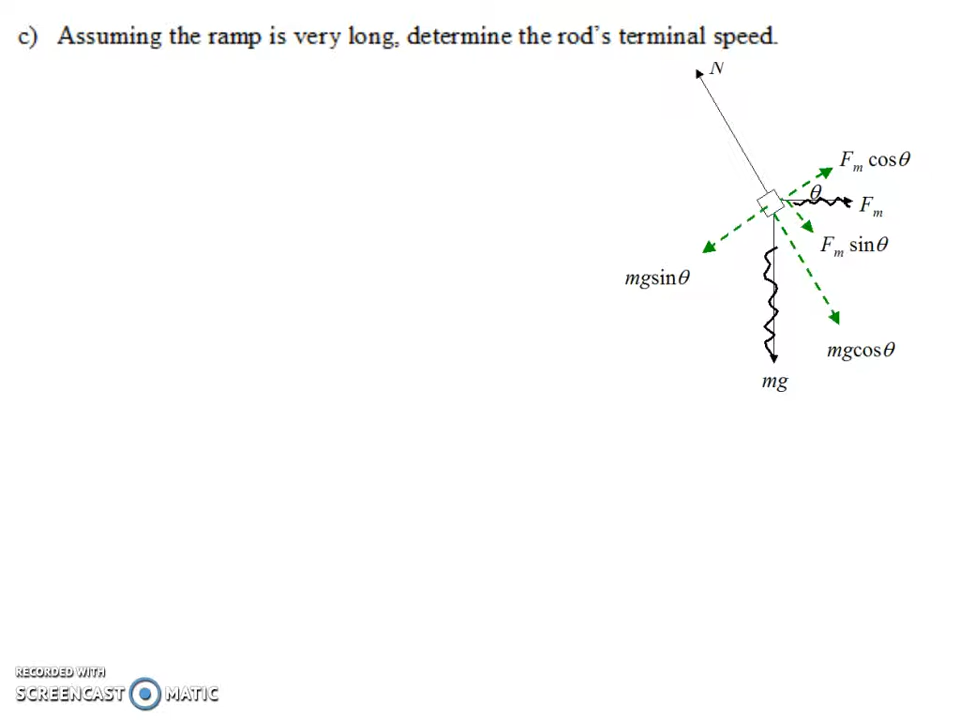 c) Assuming the ramp is very long, determine the rod's terminal speed.
N
F_m cosθ
θ
F_m
F_m sinθ
mgsinθ
mgcosθ
mg
RECORDED WITH
SCREENCAST O MATIC